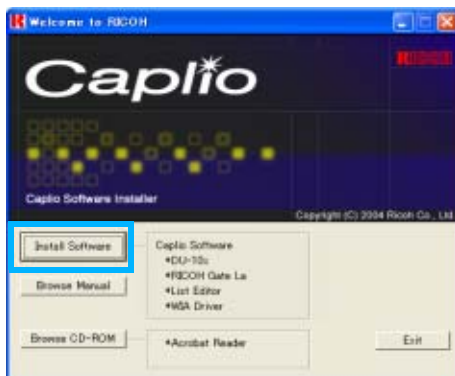 Welcome to RICOH
RICOH
Caplio
Caplio Software Installer
Copyright (C) 2004 Ricoh Co., Ltd
Install Software
Caplio Software
*DU-10x
*RICOH Gate La
*List Editor
*WIA Driver
Browse Manual
Browse CD-ROM
*Acrobat Reader
Exit